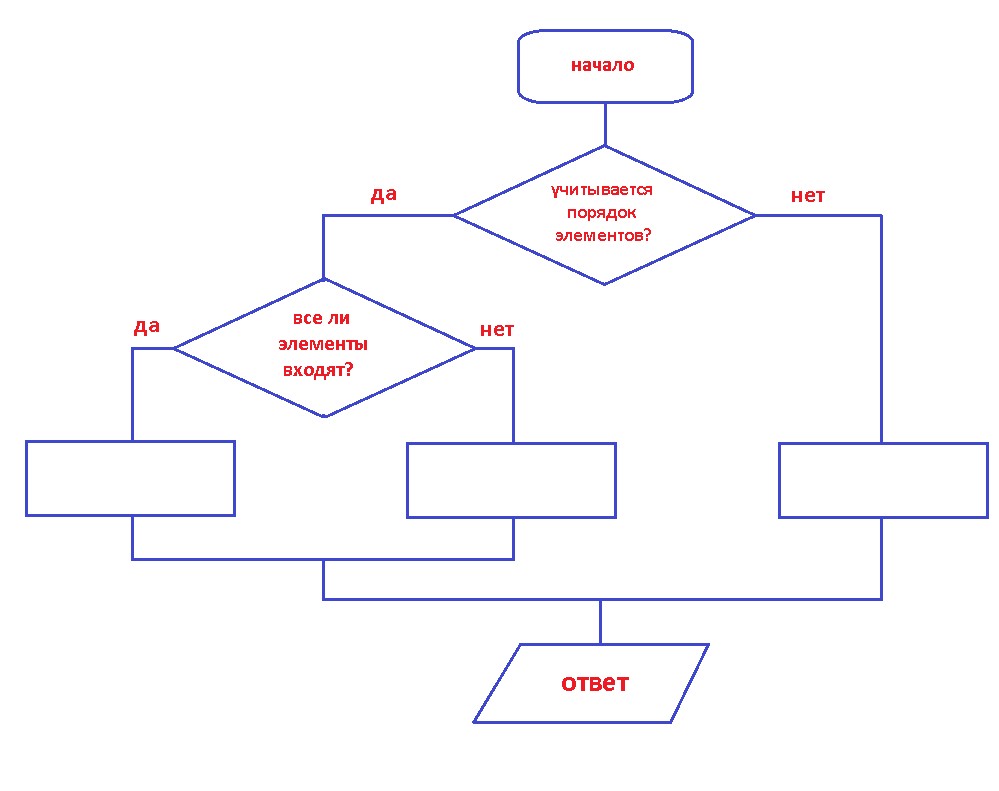 начало
да
учитывается
порядок
элементов?
нет
да
все ли
элементы
входят?
нет
ответ